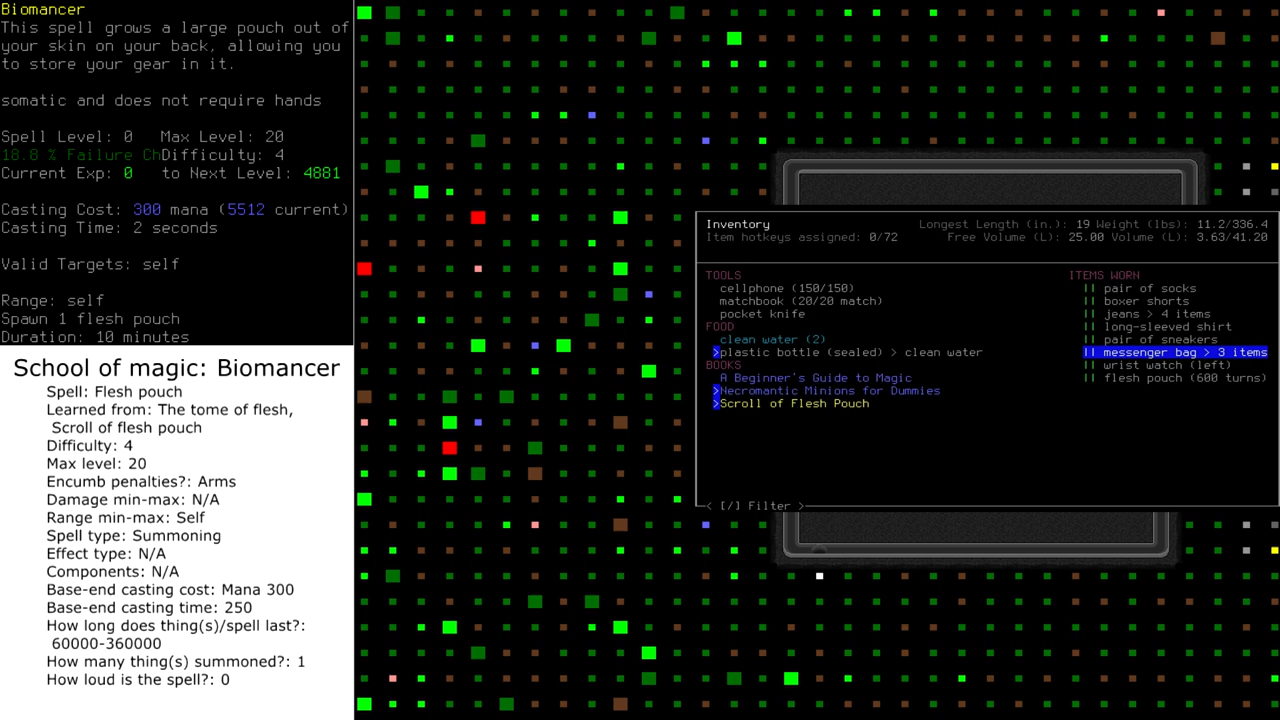 Biomancer
This spell grows a large pouch out of
your skin on your back, allowing you
to store your gear in it.
somatic and does not require hands
Spell Level: 0 Max Level: 20
18.8 % Failure ChDifficulty: 4
Current Exp: 0 to Next Level: 4881
Casting Cost: 300 mana (5512 current)
Casting Time: 2 seconds
Valid Targets: self
Range: self
Spawn 1 flesh pouch
Duration: 10 minutes
School of magic: Biomancer
Spell: Flesh pouch
Learned from: The tome of flesh,
Scroll of flesh pouch
Difficulty: 4
Max level: 20
Encumb penalties?: Arms
Damage min-max: N/A
Range min-max: Self
Spell type: Summoning
Effect type: N/A
Components: N/A
Base-end casting cost: Mana 300
Base-end casting time: 250
How long does thing(s)/spell last?:
60000-360000
How many thing(s) summoned?: 1
How loud is the spell?: 0
Inventory Longest Length (in.): 19 Weight (lbs): 11.2/336.4
Item hotkeys assigned: 0/72 Free Volume (L): 25.00 Volume (L): 3.63/41.20
TOOLS
cellphone (150/150)
matchbook (20/20 match)
pocket knife
FOOD
clean water (2)
>plastic bottle (sealed) > clean water
BOOKS
A Beginner's Guide to Magic
>Necromantic Minions for Dummies
>Scroll of Flesh Pouch
ITEMS WORN
|| pair of socks
|| boxer shorts
|| jeans > 4 items
|| long-sleeved shirt
|| pair of sneakers
|| messenger bag > 3 items
|| wrist watch (left)
|| flesh pouch (600 turns)
< [/] Filter >